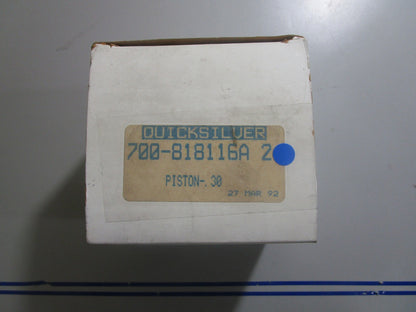 QUICKSILVER
700-818116A 2
PISTON-.30
27 MAR 92